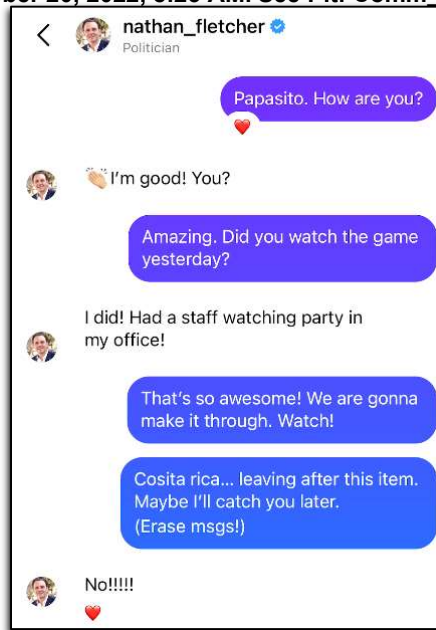 nathan_fletcher
Politician
Papasito. How are you?
❤️
👏🏼I'm good! You?
Amazing. Did you watch the game
yesterday?
I did! Had a staff watching party in
my office!
That's so awesome! We are gonna
make it through. Watch!
Cosita rica... leaving after this item.
Maybe I'll catch you later.
(Erase msgs!)
No!!!!!
❤️